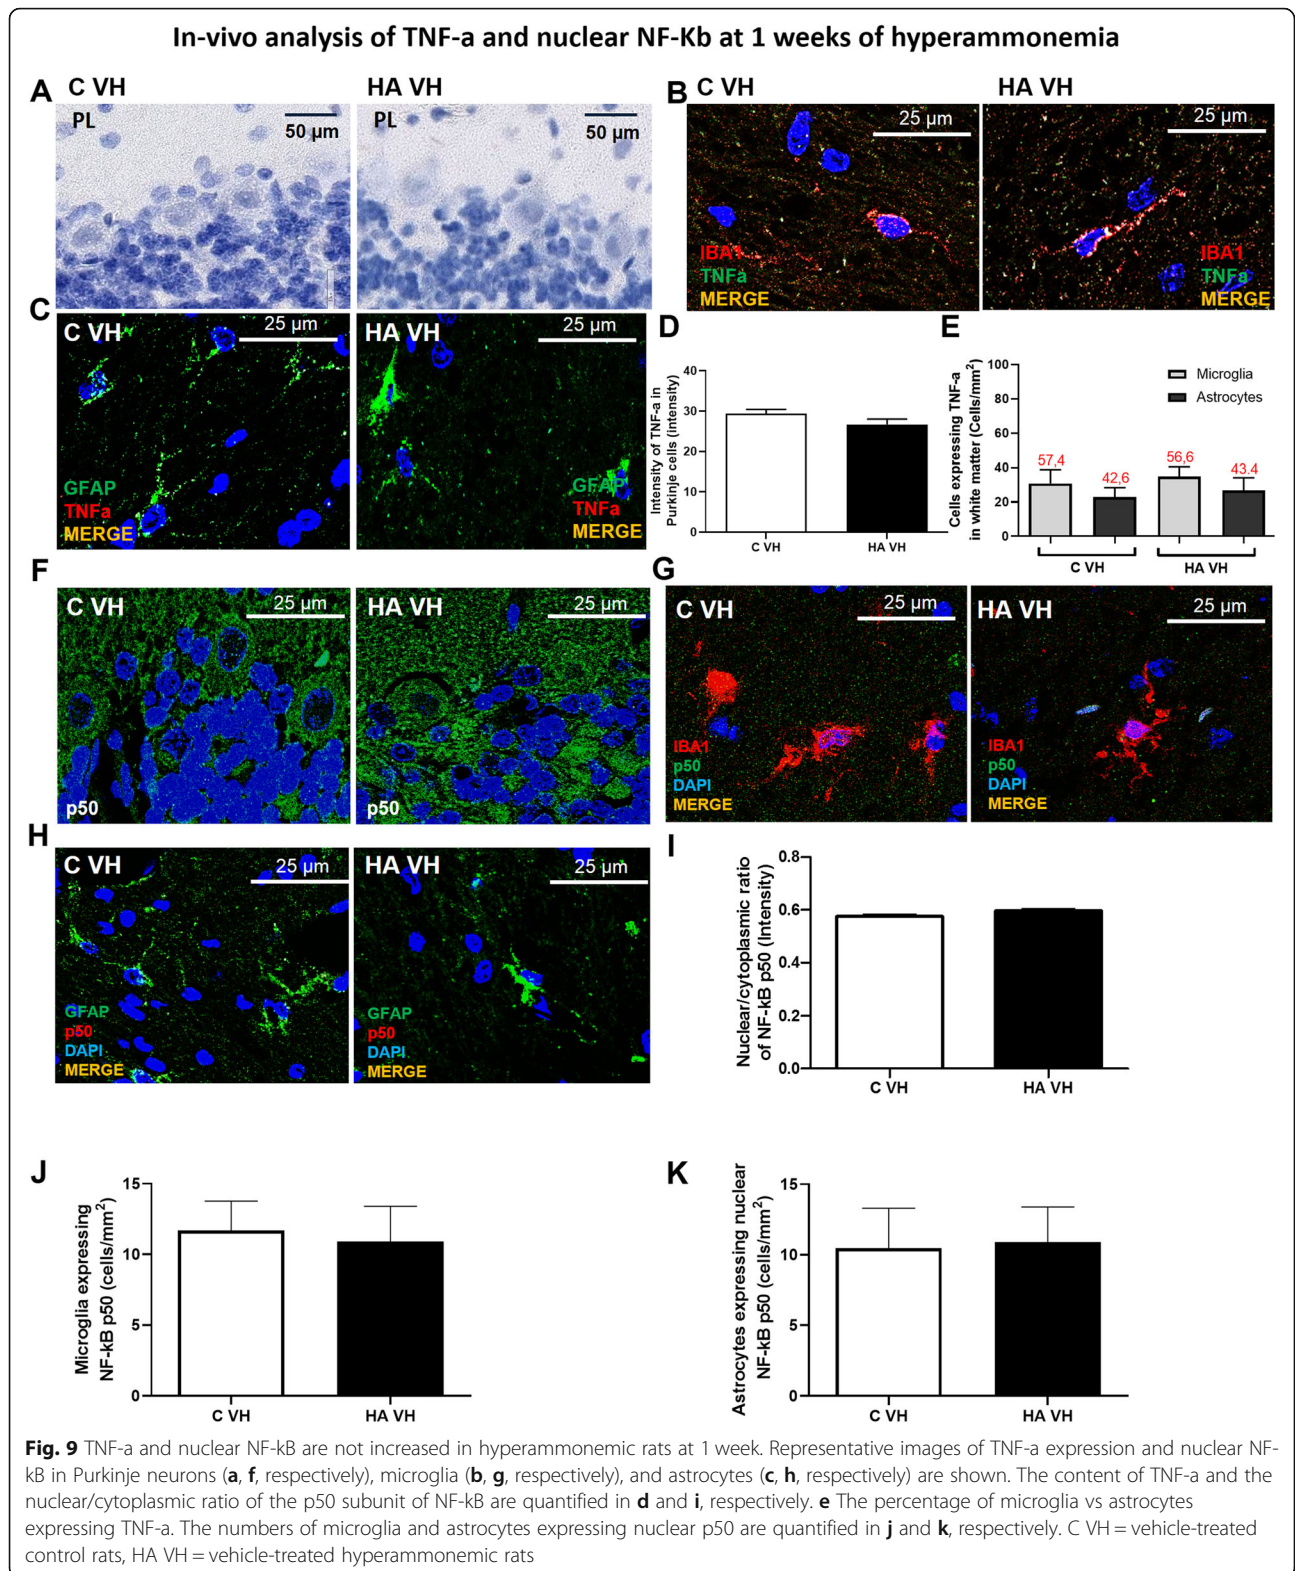 In-vivo analysis of TNF-a and nuclear NF-Kb at 1 weeks of hyperammonemia
A
C VH
HA VH
PL
50 µm
PL
50 µm
B
C VH
HA VH
25 µm
IBA1
TNFa
MERGE
25 µm
IBA1
TNFa
MERGE
C
C VH
25 µm
GFAP
TNFa
MERGE
HA VH
25 µm
GFAP
TNFa
MERGE
D
Intensity of TNF-a in
Purkinje cells (intensity)
40
30
20
10
0
C VH
HA VH
E
Cells expressing TNF-a
in white matter (Cells/mm²)
100
80
60
40
20
0
Microglia
Astrocytes
57,4
42,6
56,6
43.4
C VH
HA VH
F
C VH
25 µm
p50
HA VH
25 µm
p50
G
C VH
25 µm
IBA1
p50
DAPI
MERGE
HA VH
25 µm
IBA1
p50
DAPI
MERGE
H
C VH
25 µm
GFAP
p50
DAPI
MERGE
HA VH
25 µm
GFAP
p50
DAPI
MERGE
I
Nuclear/cytoplasmic ratio
of NF-kB p50 (Intensity)
0.8
0.6
0.4
0.2
0.0
C VH
HA VH
J
Microglia expressing
NF-kB p50 (cells/mm²)
15
10
5
0
C VH
HA VH
K
Astrocytes expressing nuclear
NF-kB p50 (cells/mm²)
15
10
5
0
C VH
HA VH
Fig. 9 TNF-a and nuclear NF-kB are not increased in hyperammonemic rats at 1 week. Representative images of TNF-a expression and nuclear NF-
kB in Purkinje neurons (a, f, respectively), microglia (b, g, respectively), and astrocytes (c, h, respectively) are shown. The content of TNF-a and the
nuclear/cytoplasmic ratio of the p50 subunit of NF-kB are quantified in d and i, respectively. e The percentage of microglia vs astrocytes
expressing TNF-a. The numbers of microglia and astrocytes expressing nuclear p50 are quantified in j and k, respectively. C VH = vehicle-treated
control rats, HA VH = vehicle-treated hyperammonemic rats